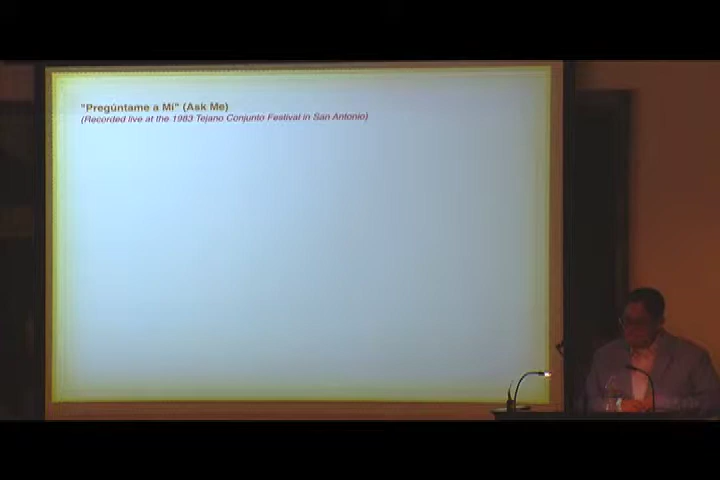 "Pregúntame a Mí" (Ask Me)
(Recorded live at the 1983 Tejano Conjunto Festival in San Antonio)